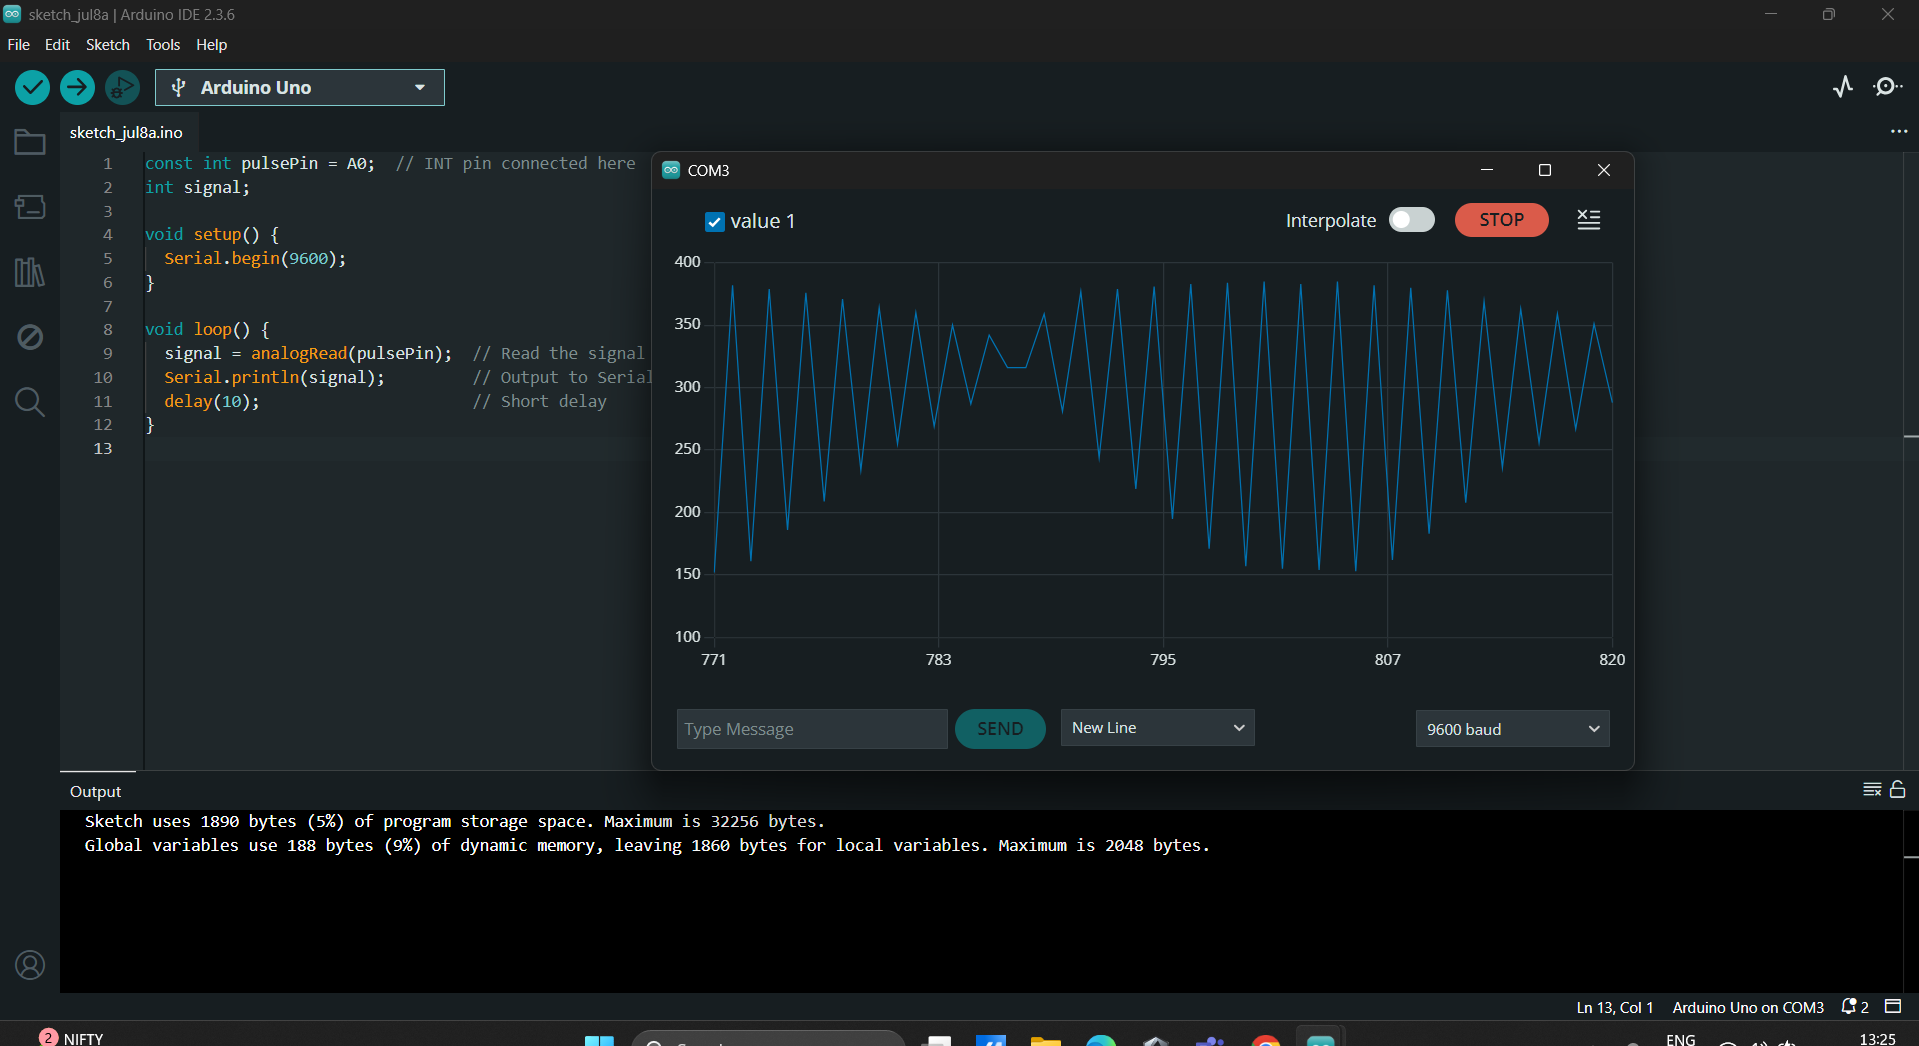 sketch_jul8a | Arduino IDE 2.3.6
File Edit Sketch Tools Help
Arduino Uno
sketch_jul8a.ino
1 const int pulsePin = A0; // INT pin connected here
2 int signal;
3
4 void setup() {
5 Serial.begin(9600);
6 }
7
8 void loop() {
9 signal = analogRead(pulsePin); // Read the signal
10 Serial.println(signal); // Output to Serial
11 delay(10); // Short delay
12 }
13
COM3
value 1
Interpolate
STOP
400
350
300
250
200
150
100
771 783 795 807 820
Type Message
SEND
New Line
9600 baud
Output
Sketch uses 1890 bytes (5%) of program storage space. Maximum is 32256 bytes.
Global variables use 188 bytes (9%) of dynamic memory, leaving 1860 bytes for local variables. Maximum is 2048 bytes.
Ln 13, Col 1 Arduino Uno on COM3 2
2 NIFTY
ENG
13:25